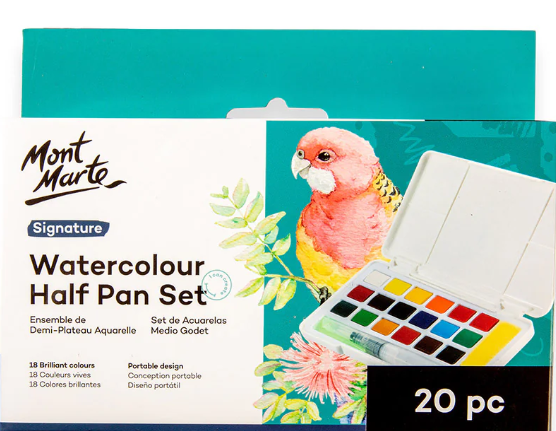 Mont
Marte
Signature
Watercolour
Half Pan Set
Ensemble de
Demi-Plateau Aquarelle
Set de Acuarelas
Medio Godet
18 Brilliant colours
18 Couleurs vives
18 Colores brillantes
Portable design
Conception portable
Diseño portátil
20 pc